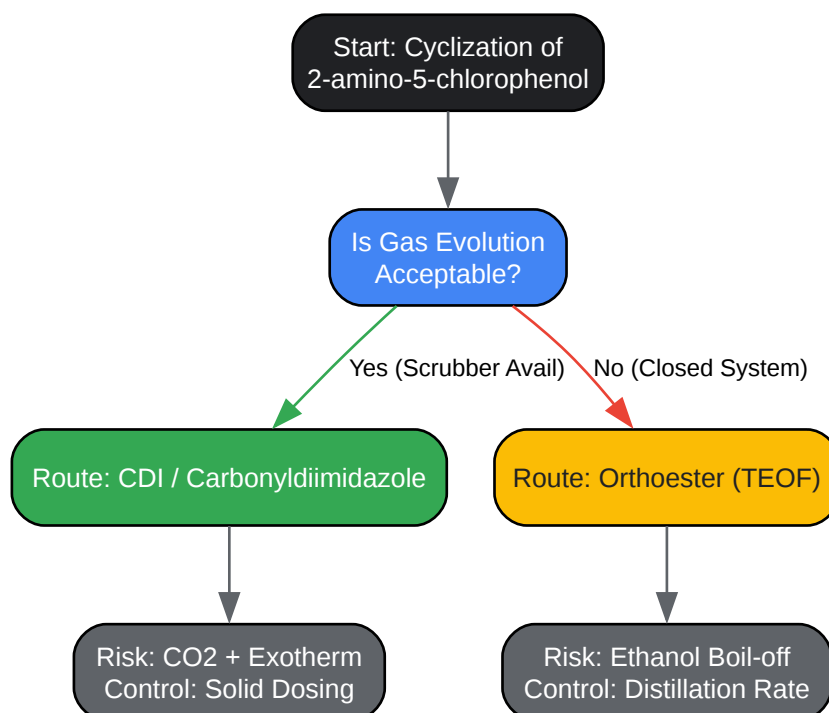 Start: Cyclization of
2-amino-5-chlorophenol
Is Gas Evolution
Acceptable?
Yes (Scrubber Avail)
No (Closed System)
Route: CDI / Carbonyldiimidazole
Route: Orthoester (TEOF)
Risk: CO2 + Exotherm
Control: Solid Dosing
Risk: Ethanol Boil-off
Control: Distillation Rate